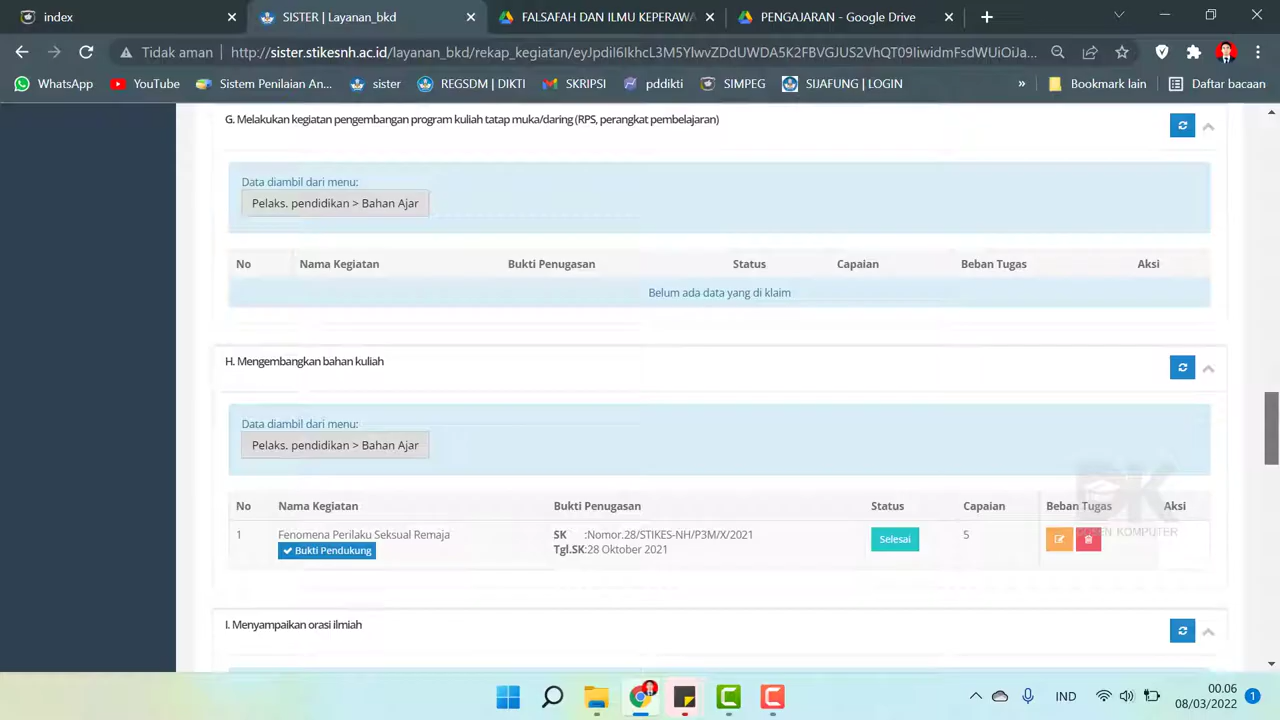 index
SISTER | Layanan_bkd
FALSAFAH DAN ILMU KEPERAWA
PENGAJARAN - Google Drive
Tidak aman
http://sister.stikesnh.ac.id/layanan_bkd/rekap_kegiatan/eyJpdiI6IkhcL3M5YlwvZDduUWDA5K2FBVGJUS2VhQT09IiwidmFsdWUiOiJa...
WhatsApp
YouTube
Sistem Penilaian An...
sister
REGSDM | DIKTI
SKRIPSI
pddikti
SIMPEG
SIJAFUNG | LOGIN
»
Bookmark lain
Daftar bacaan
G. Melakukan kegiatan pengembangan program kuliah tatap muka/daring (RPS, perangkat pembelajaran)
Data diambil dari menu:
Pelaks. pendidikan > Bahan Ajar
No Nama Kegiatan Bukti Penugasan Status Capaian Beban Tugas Aksi
Belum ada data yang di klaim
H. Mengembangkan bahan kuliah
Data diambil dari menu:
Pelaks. pendidikan > Bahan Ajar
No Nama Kegiatan Bukti Penugasan Status Capaian Beban Tugas Aksi
1 Fenomena Perilaku Seksual Remaja SK :Nomor.28/STIKES-NH/P3M/X/2021 Selesai 5
Bukti Pendukung Tgl.SK:28 Oktober 2021
KOMPUTER
I. Menyampaikan orasi ilmiah
IND
00.06
08/03/2022
1